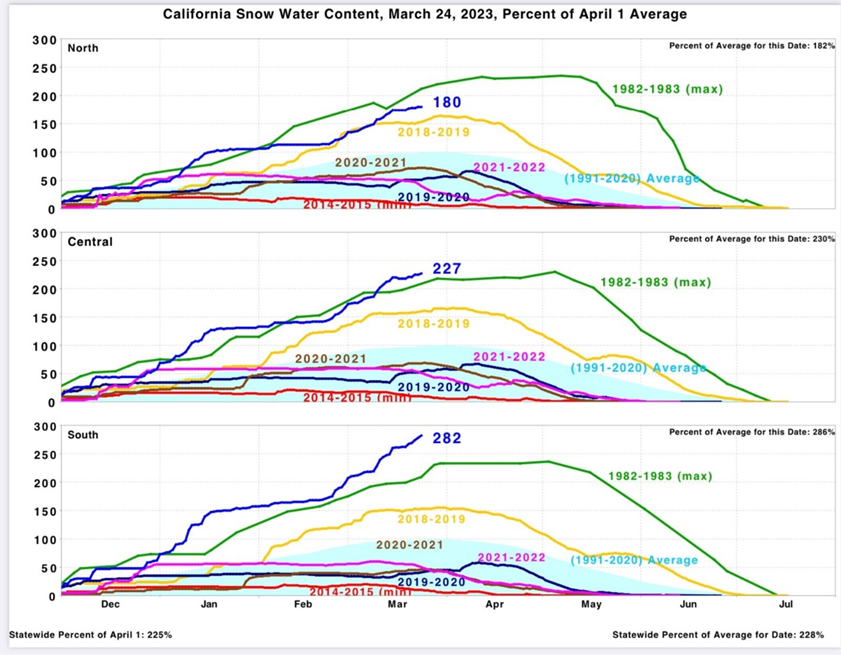 California Snow Water Content, March 24, 2023, Percent of April 1 Average
North
Percent of Average for this Date: 182%
300
250
200
150
100
50
0
180
1982-1983 (max)
2018-2019
2020-2021
2021-2022
(1991-2020) Average
2019-2020
2014-2015 (min)
Central
Percent of Average for this Date: 230%
300
250
200
150
100
50
0
227
1982-1983 (max)
2018-2019
2020-2021
2021-2022
(1991-2020) Average
2019-2020
2014-2015 (min)
South
Percent of Average for this Date: 286%
300
250
200
150
100
50
0
282
1982-1983 (max)
2018-2019
2020-2021
2021-2022
(1991-2020) Average
2019-2020
2014-2015 (min)
Dec Jan Feb Mar Apr May Jun Jul
Statewide Percent of April 1: 225%
Statewide Percent of Average for Date: 228%